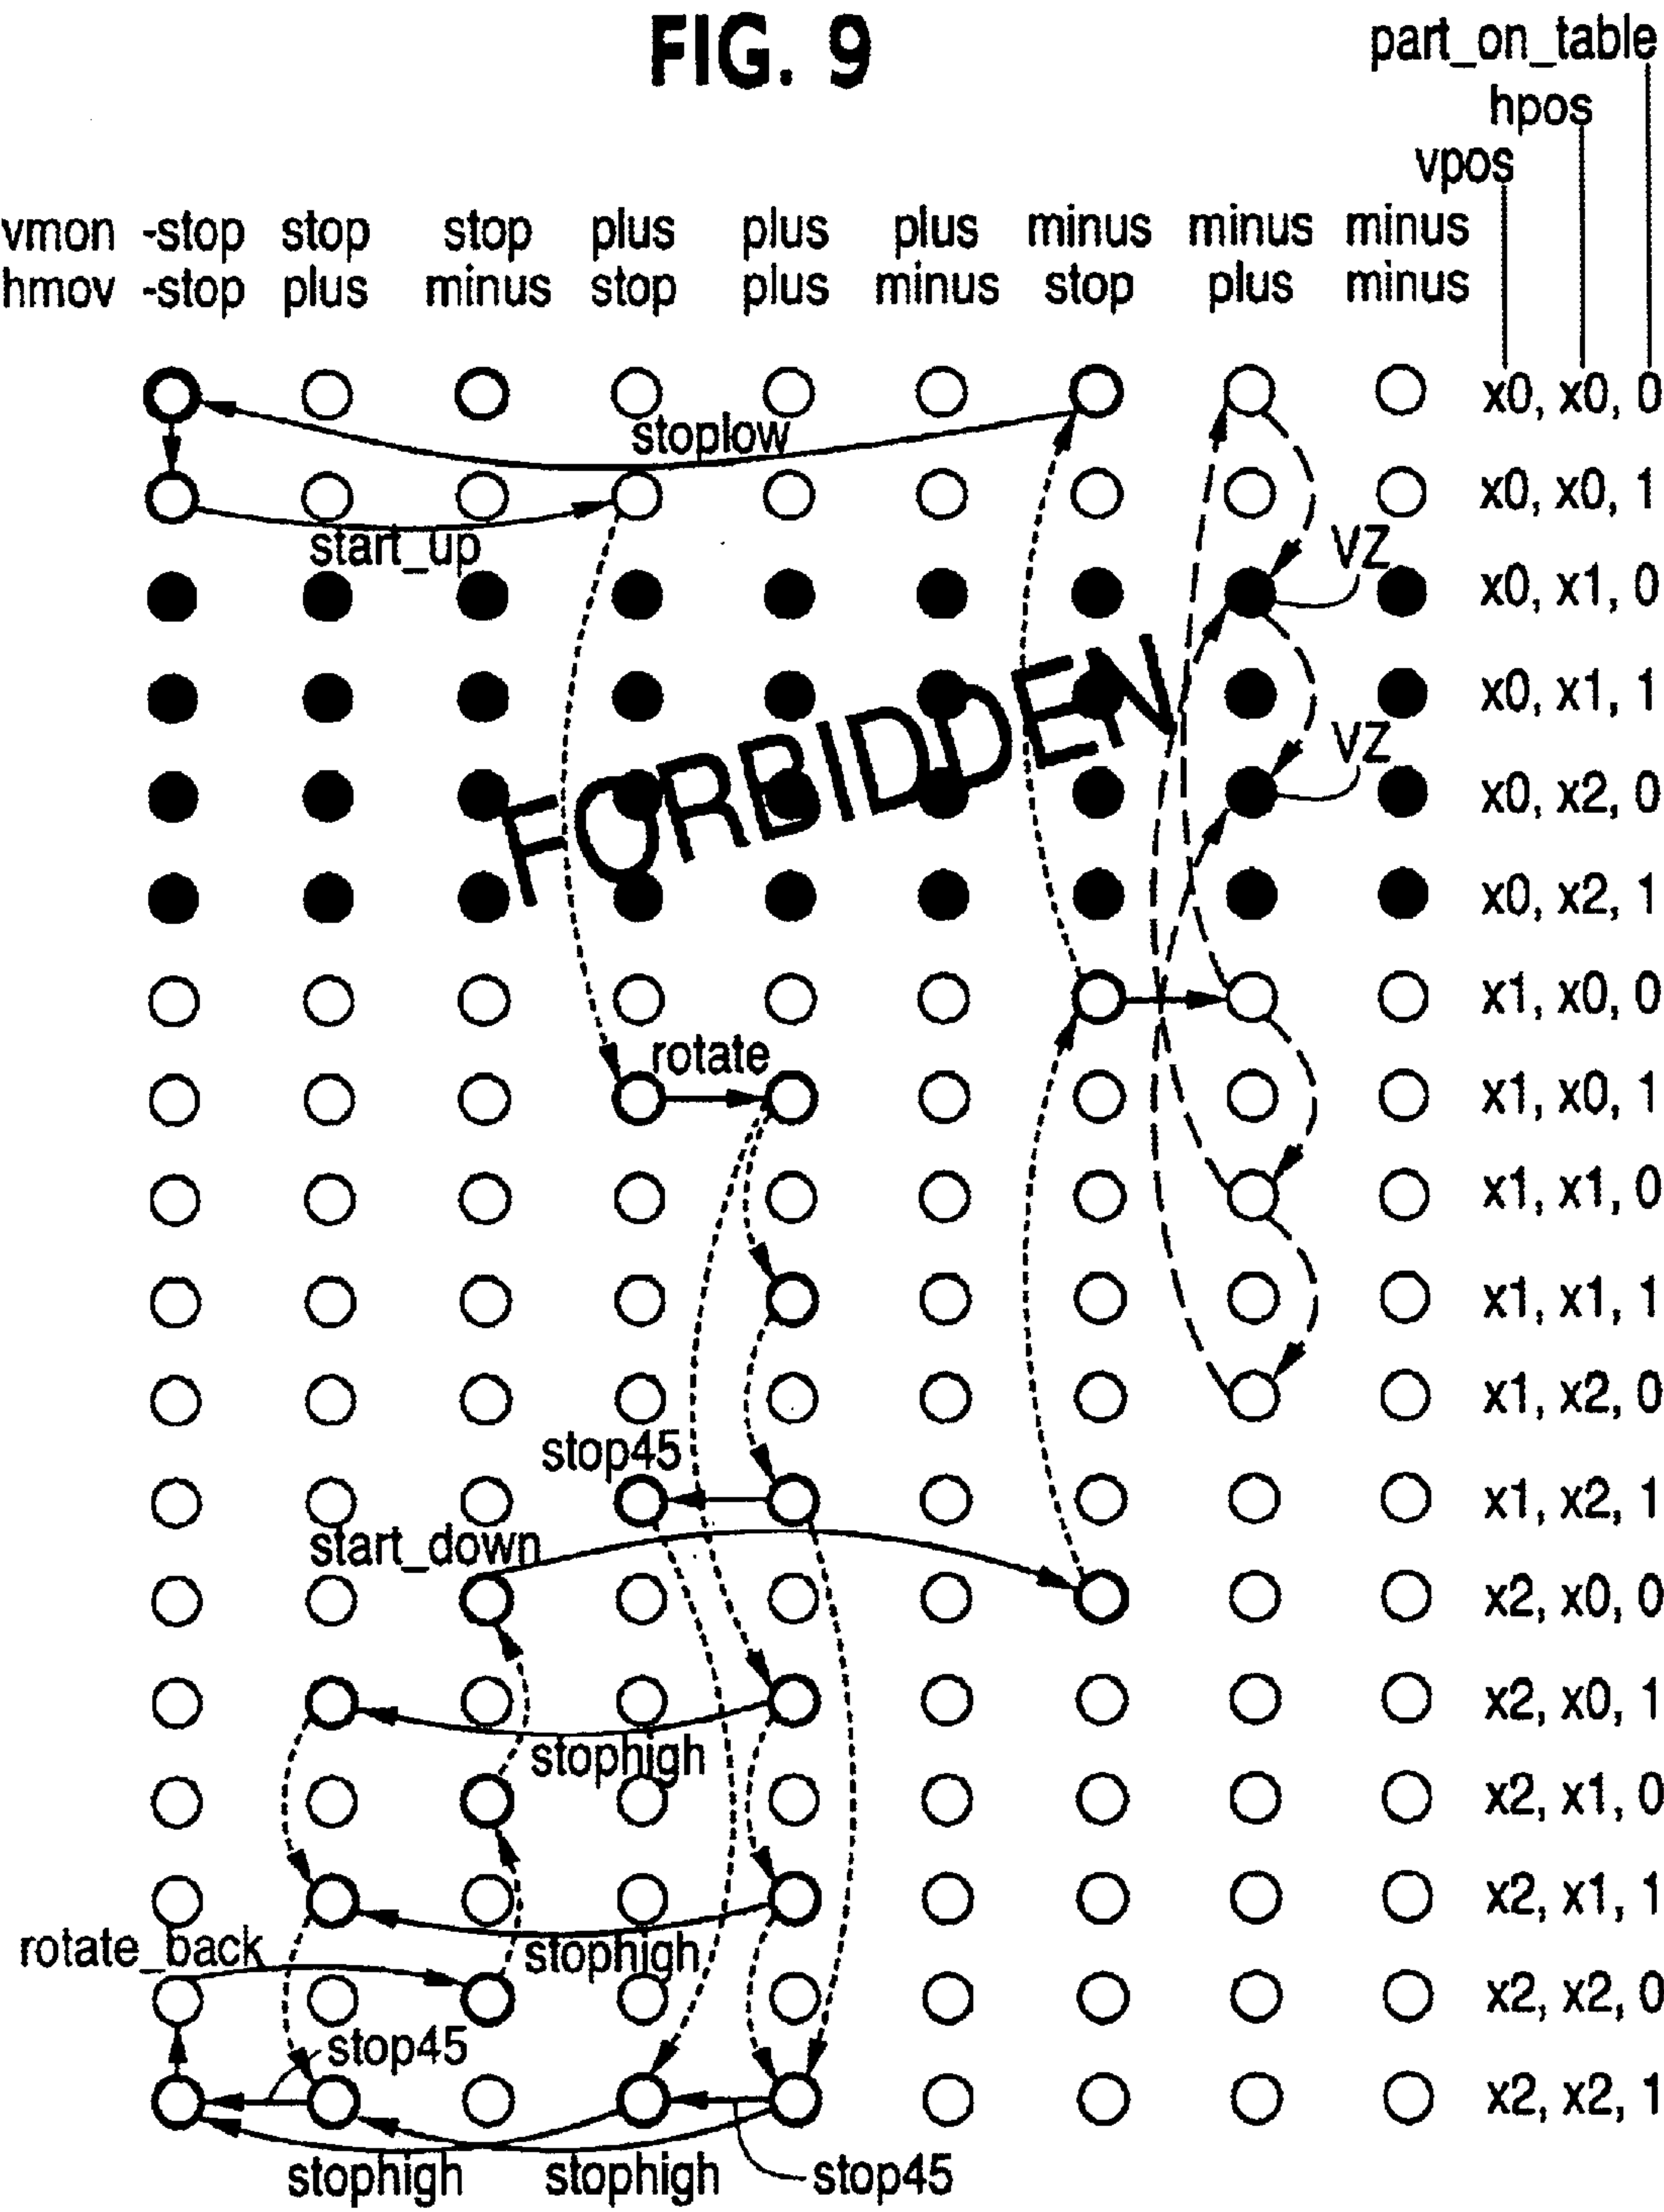 FIG. 9
part_on_table
hpos
vpos
vmon -stop stop stop plus plus plus minus minus minus
hmov -stop plus minus stop plus minus stop plus minus
x0, x0, 0
stoplow
x0, x0, 1
start_up
VZ
x0, x1, 0
x0, x1, 1
FORBIDDEN
VZ
x0, x2, 0
x0, x2, 1
x1, x0, 0
rotate
x1, x0, 1
x1, x1, 0
x1, x1, 1
x1, x2, 0
stop45
x1, x2, 1
start_down
x2, x0, 0
x2, x0, 1
stophigh
x2, x1, 0
x2, x1, 1
rotate_back
stophigh
x2, x2, 0
stop45
x2, x2, 1
stophigh stophigh stop45